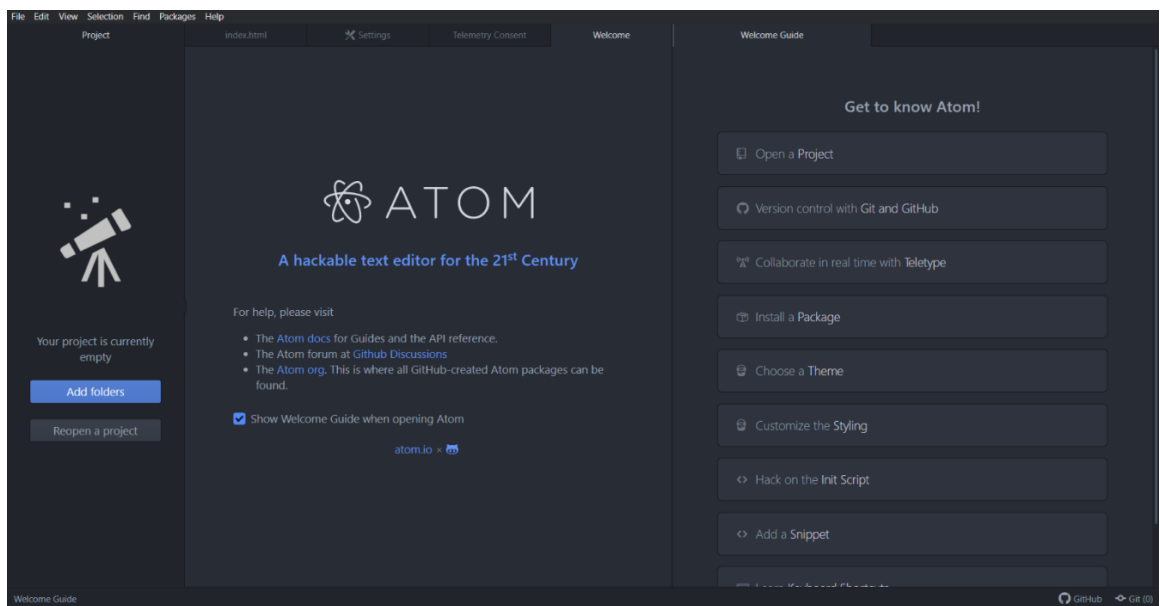 File Edit View Selection Find Packages Help
Project
index.html
Settings
Telemetry Consent
Welcome
Welcome Guide
Your project is currently
empty
Add folders
Reopen a project
ATOM
A hackable text editor for the 21st Century
For help, please visit
The Atom docs for Guides and the API reference.
The Atom forum at Github Discussions
The Atom org. This is where all GitHub-created Atom packages can be
found.
Show Welcome Guide when opening Atom
atom.io ×
Get to know Atom!
Open a Project
Version control with Git and GitHub
Collaborate in real time with Teletype
Install a Package
Choose a Theme
Customize the Styling
Hack on the Init Script
Add a Snippet
Learn Keyboard Shortcuts
Welcome Guide
GitHub
Git (0)